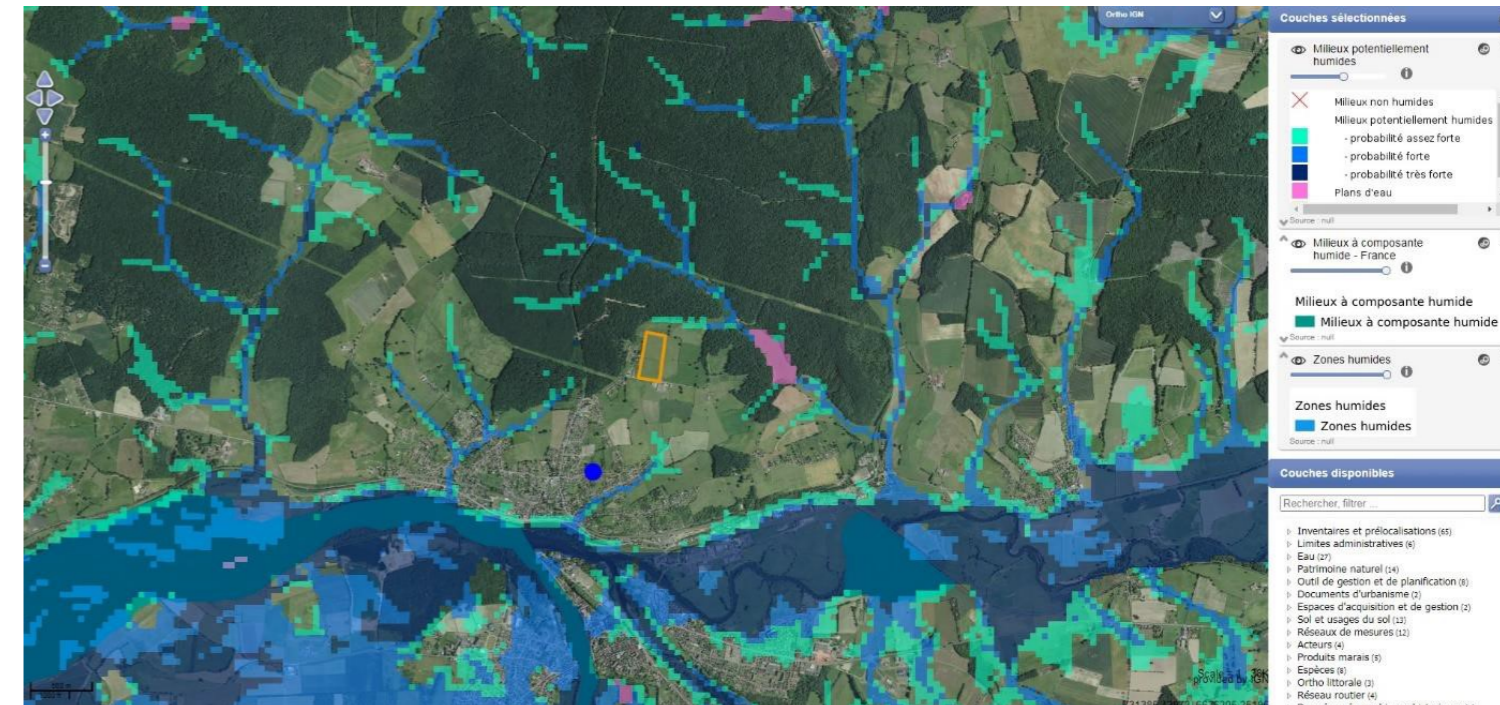 Ortho IGN
Couches sélectionnées
Milieux potentiellement
humides
Milieux non humides
Milieux potentiellement humides
- probabilité assez forte
- probabilité forte
- probabilité très forte
Plans d'eau
Source : null
Milieux à composante
humide - France
Milieux à composante humide
Milieux à composante humide
Source : null
Zones humides
Zones humides
Zones humides
Source : null
Couches disponibles
Rechercher, filtrer ...
Inventaires et prélocalisations (65)
Limites administratives (6)
Eau (27)
Patrimoine naturel (14)
Outil de gestion et de planification (8)
Documents d'urbanisme (2)
Espaces d'acquisition et de gestion (2)
Sol et usages du sol (13)
Réseaux de mesures (12)
Acteurs (4)
Produits marais (5)
Espèces (8)
Ortho littorale (3)
Réseau routier (4)
500 m
provided by IGN